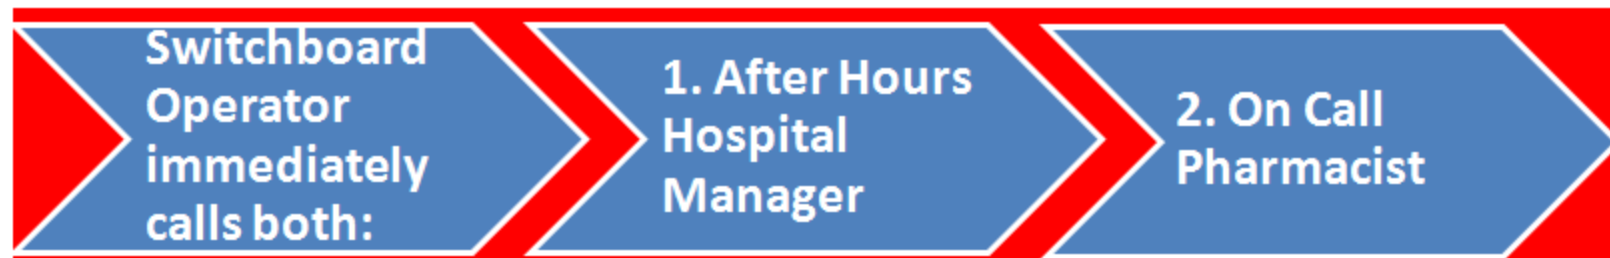 Switchboard
Operator
immediately
calls both:
1. After Hours
Hospital
Manager
2. On Call
Pharmacist